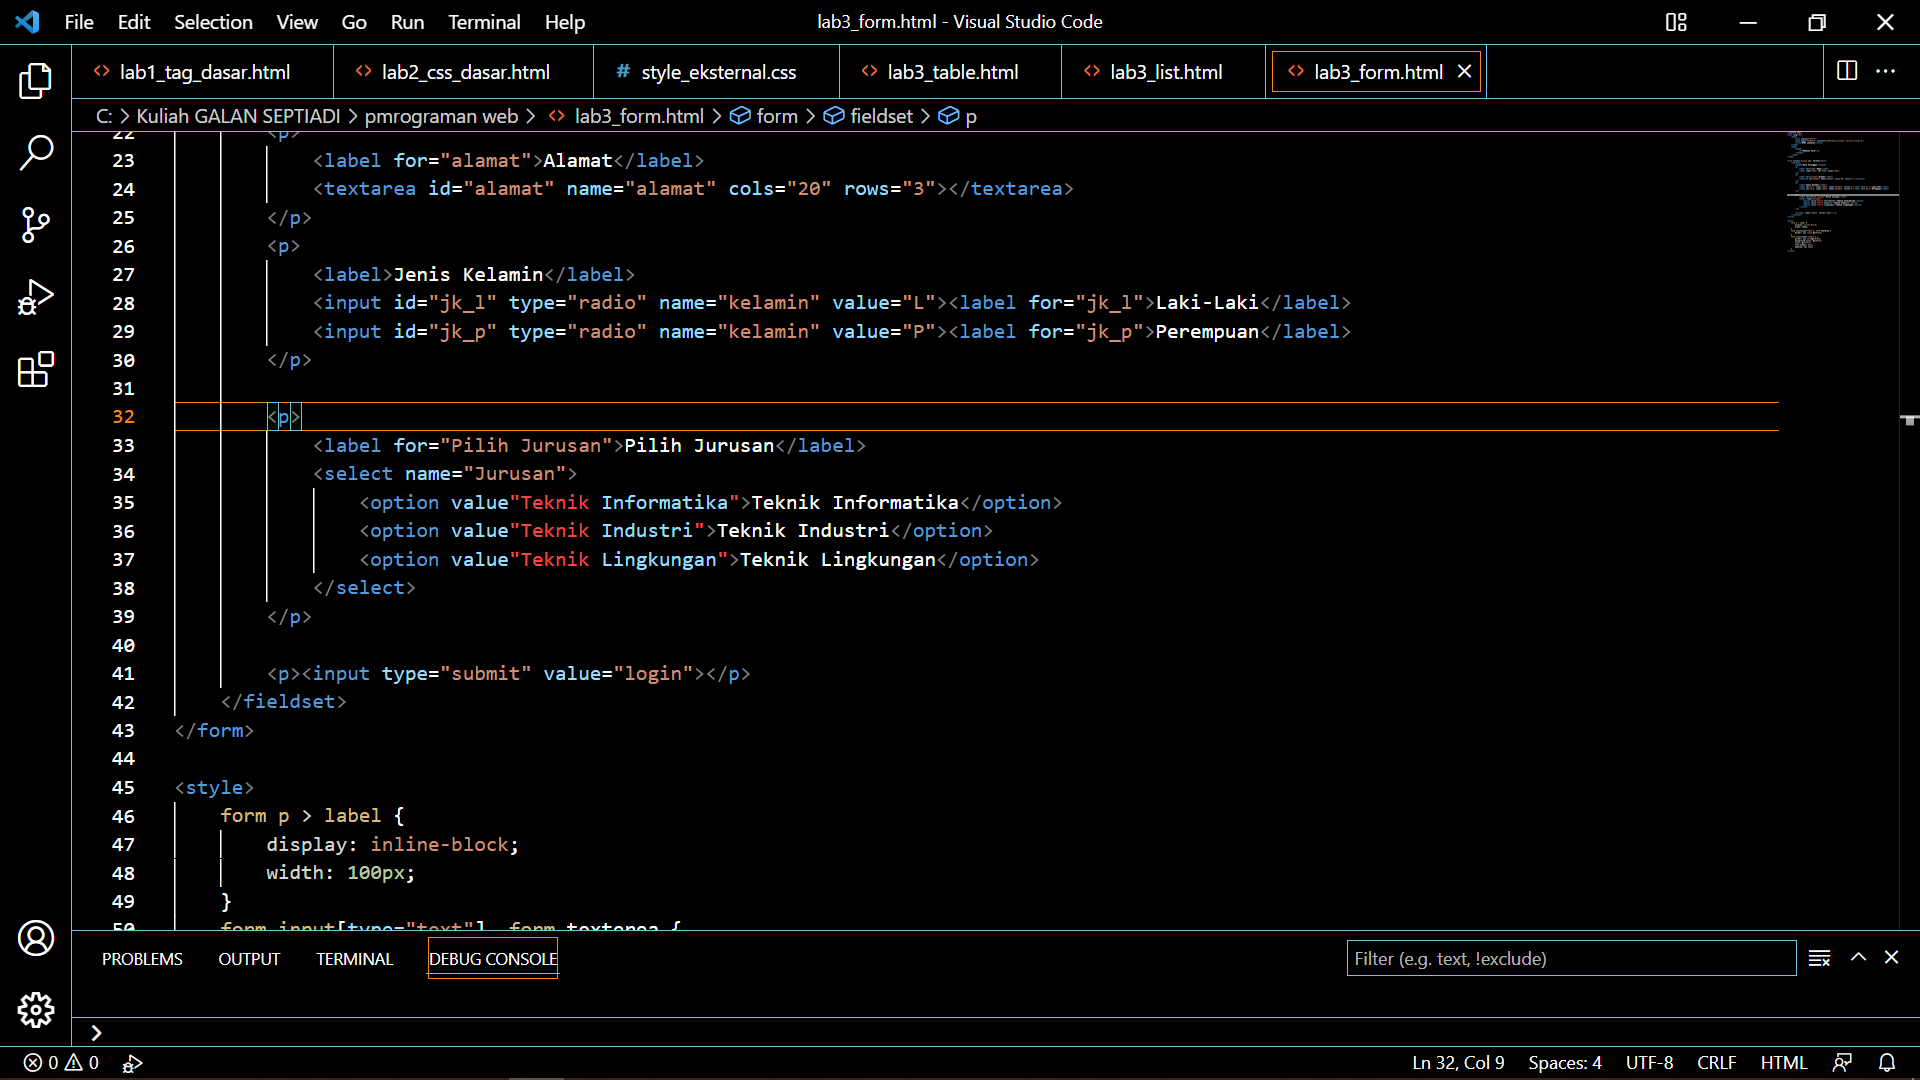 File Edit Selection View Go Run Terminal Help lab3_form.html - Visual Studio Code
lab1_tag_dasar.html lab2_css_dasar.html # style_eksternal.css lab3_table.html lab3_list.html lab3_form.html
C: > Kuliah GALAN SEPTIADI > pmrograman web > lab3_form.html > form > fieldset > p
22 <p>
23 <label for="alamat">Alamat</label>
24 <textarea id="alamat" name="alamat" cols="20" rows="3"></textarea>
25 </p>
26 <p>
27 <label>Jenis Kelamin</label>
28 <input id="jk_l" type="radio" name="kelamin" value="L"><label for="jk_l">Laki-Laki</label>
29 <input id="jk_p" type="radio" name="kelamin" value="P"><label for="jk_p">Perempuan</label>
30 </p>
31
32 <p>
33 <label for="Pilih Jurusan">Pilih Jurusan</label>
34 <select name="Jurusan">
35 <option value"Teknik Informatika">Teknik Informatika</option>
36 <option value"Teknik Industri">Teknik Industri</option>
37 <option value"Teknik Lingkungan">Teknik Lingkungan</option>
38 </select>
39 </p>
40
41 <p><input type="submit" value="login"></p>
42 </fieldset>
43 </form>
44
45 <style>
46 form p > label {
47 display: inline-block;
48 width: 100px;
49 }
50 form input[type="text"], form textarea {
PROBLEMS OUTPUT TERMINAL DEBUG CONSOLE Filter (e.g. text, !exclude)
0 0 Ln 32, Col 9 Spaces: 4 UTF-8 CRLF HTML